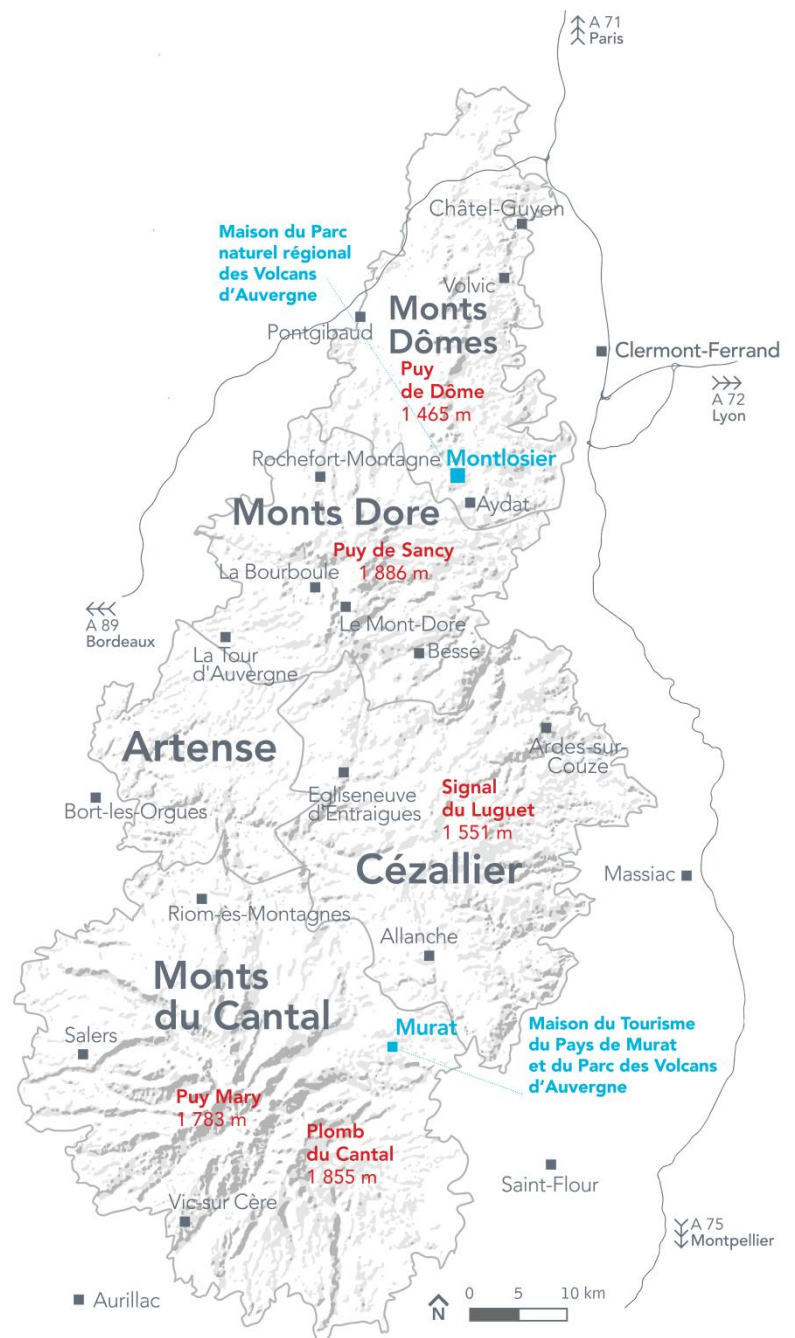 A 71
Paris
Châtel-Guyon
Maison du Parc
naturel régional
des Volcans
d'Auvergne
Volvic
Monts
Dômes
Pontgibaud
Clermont-Ferrand
Puy
de Dôme
1 465 m
A 72
Lyon
Rochefort-Montagne
Montlosier
Aydat
Monts Dore
Puy de Sancy
1 886 m
La Bourboule
A 89
Bordeaux
Le Mont-Dore
La Tour
d'Auvergne
Besse
Artense
Ardes-sur-
Couze
Bort-les-Orgues
Egliseneuve
d'Entraigues
Signal
du Luguet
1 551 m
Cézallier
Massiac
Riom-ès-Montagnes
Allanche
Monts
du Cantal
Murat
Maison du Tourisme
du Pays de Murat
et du Parc des Volcans
d'Auvergne
Salers
Puy Mary
1 783 m
Plomb
du Cantal
1 855 m
Saint-Flour
Vic-sur Cère
A 75
Montpellier
Aurillac
N
0 5 10 km